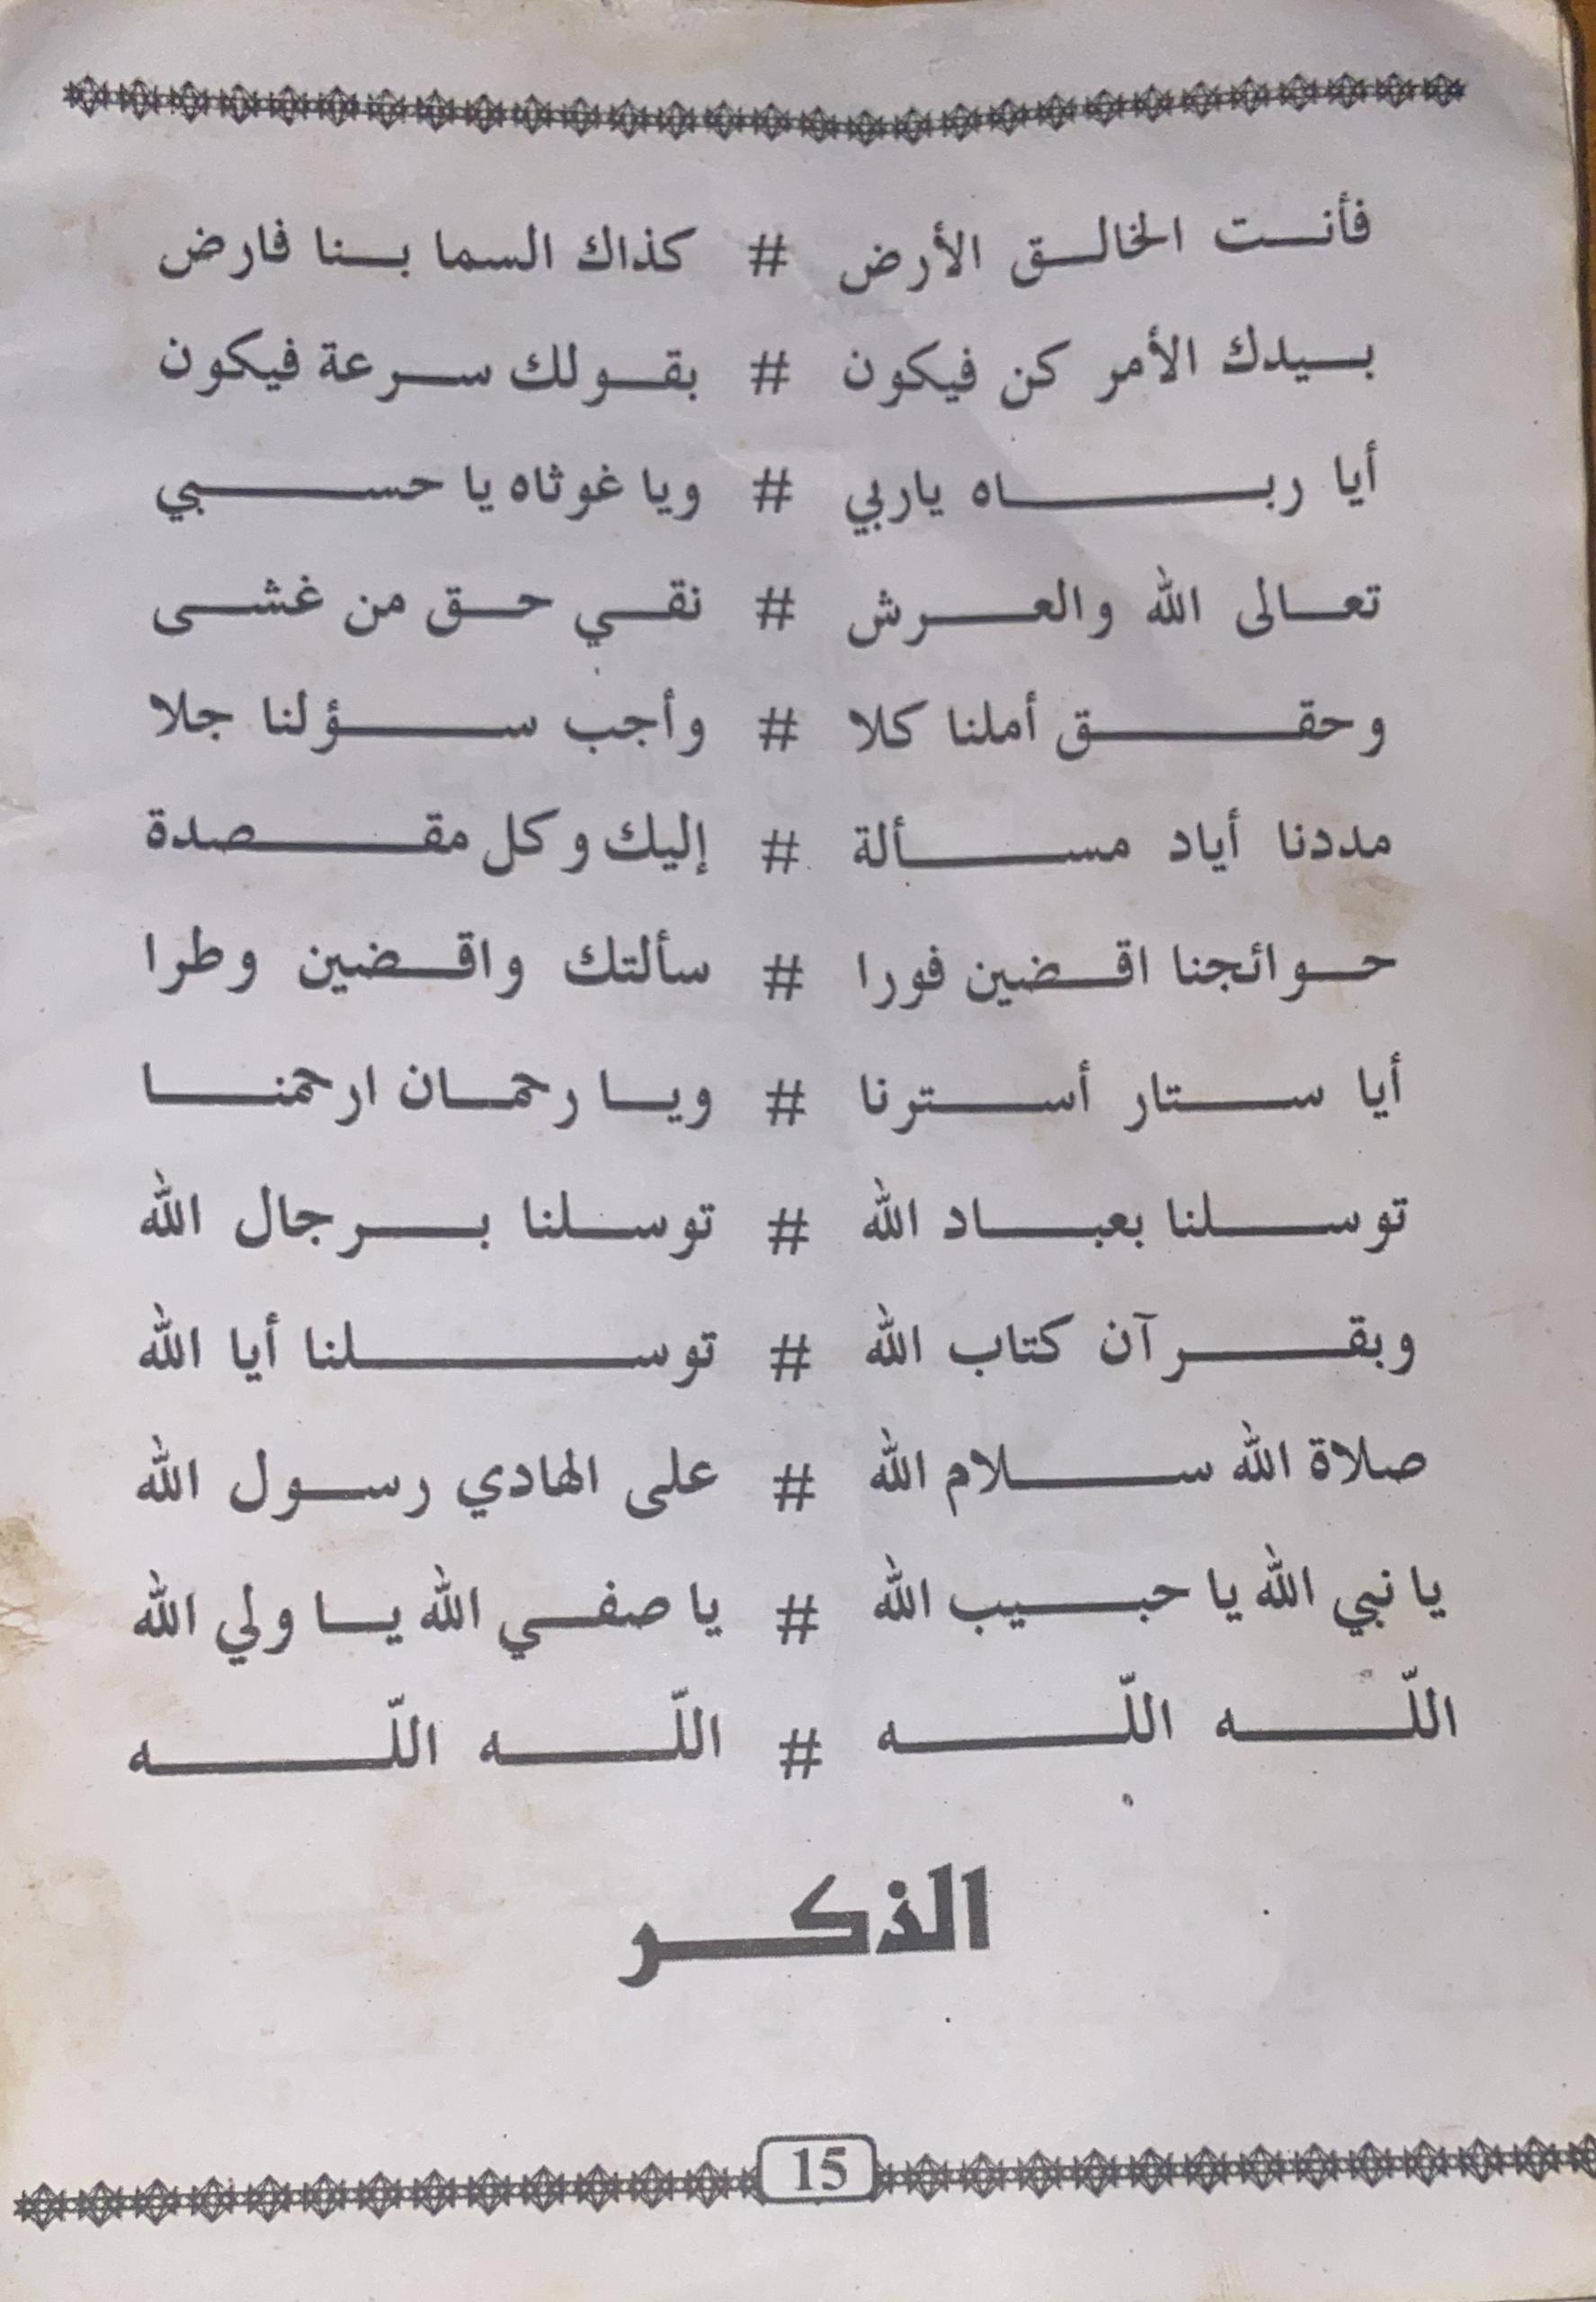 فأنت الخالق الأرض # كذاك السما بنا فارض
بيدك الأمر كن فيكون # بقولك سرعة فيكون
أيا رباه ياربي # ويا غوثاه يا حسبي
تعالى الله والعرش # نقي حق من غشى
وحقق أملنا كلا # وأجب سؤلنا جلا
مددنا أياد مسألة # إليك وكل مقصدة
حوائجنا اقضين فورا # سألتك واقضين وطرا
أيا ستار أسترنا # ويا رحمان ارحمنا
توسلنا بعباد الله # توسلنا برجال الله
وبقرآن كتاب الله # توسلنا أيا الله
صلاة الله سلام الله # على الهادي رسول الله
يا نبي الله يا حبيب الله # يا صفي الله يا ولي الله
اللّه اللّه # اللّه اللّه
الذكر
15